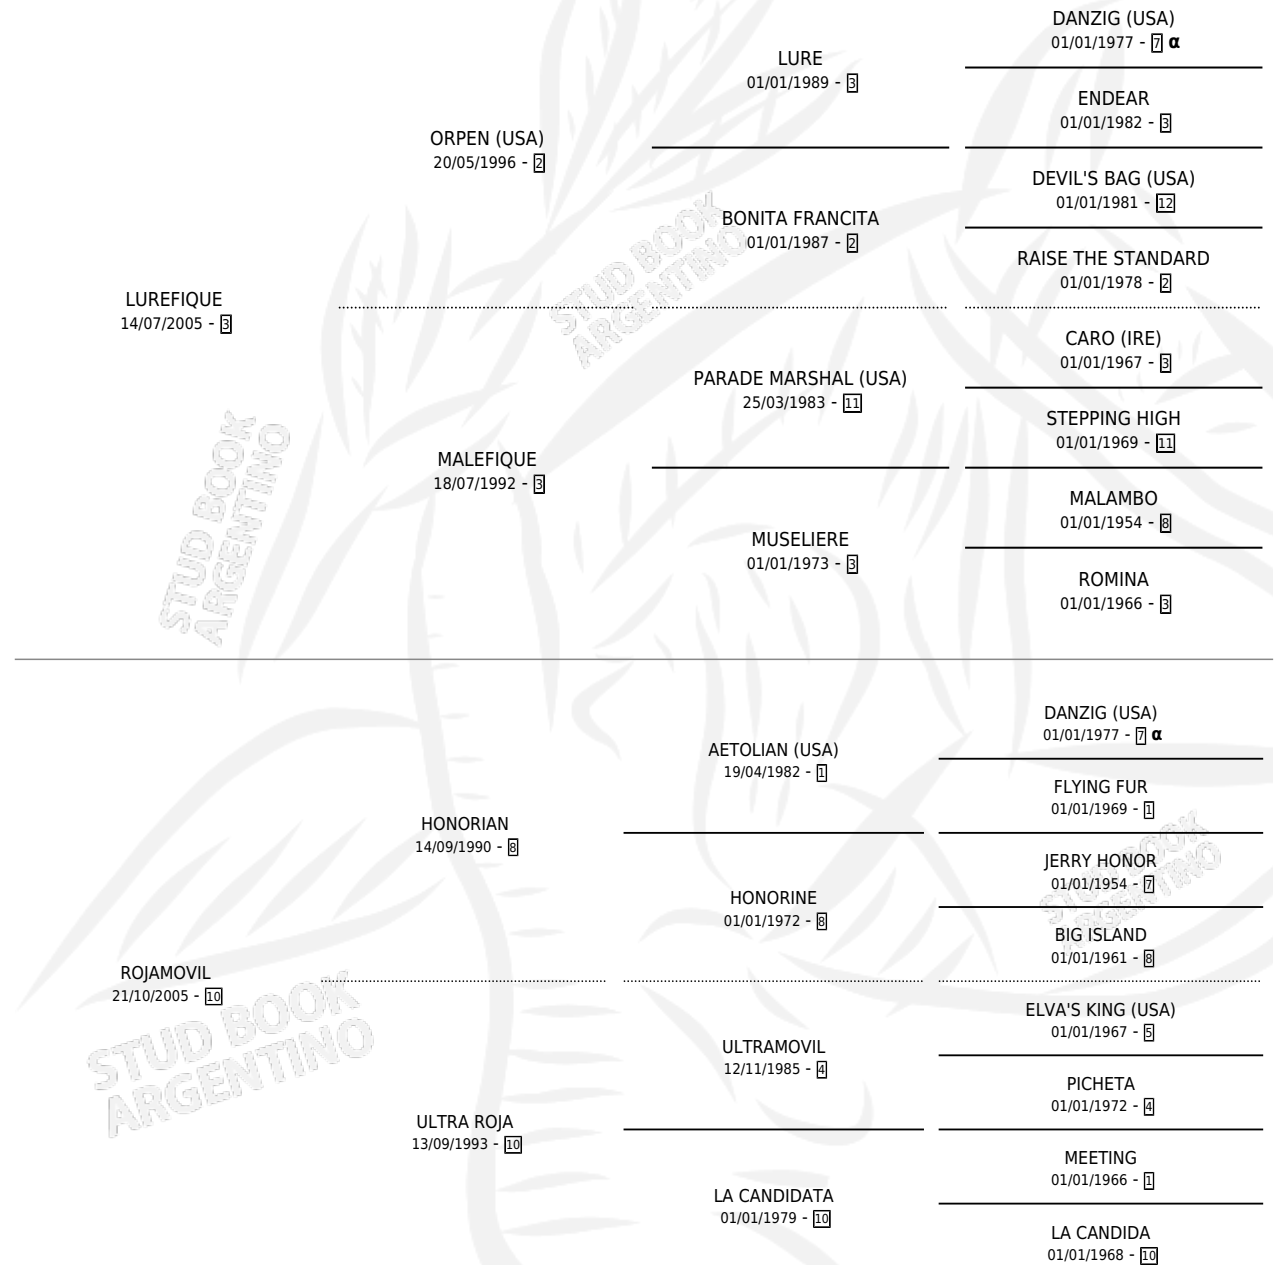 DANZIG (USA)
01/01/1977 - 7 α
LURE
01/01/1989 - 3
ENDEAR
01/01/1982 - 3
ORPEN (USA)
20/05/1996 - 2
DEVIL'S BAG (USA)
01/01/1981 - 12
BONITA FRANCITA
01/01/1987 - 2
RAISE THE STANDARD
01/01/1978 - 2
LUREFIQUE
14/07/2005 - 3
CARO (IRE)
01/01/1967 - 3
PARADE MARSHAL (USA)
25/03/1983 - 11
STEPPING HIGH
01/01/1969 - 11
MALEFIQUE
18/07/1992 - 3
MALAMBO
01/01/1954 - 8
MUSELIERE
01/01/1973 - 3
ROMINA
01/01/1966 - 3
STUD BOOK
ARGENTINO
STUD BOOK
ARGENTINO
DANZIG (USA)
01/01/1977 - 7 α
AETOLIAN (USA)
19/04/1982 - 1
FLYING FUR
01/01/1969 - 1
HONORIAN
14/09/1990 - 8
JERRY HONOR
01/01/1954 - 7
HONORINE
01/01/1972 - 8
BIG ISLAND
01/01/1961 - 8
ROJAMOVIL
21/10/2005 - 10
ELVA'S KING (USA)
01/01/1967 - 5
ULTRAMOVIL
12/11/1985 - 4
PICHETA
01/01/1972 - 4
ULTRA ROJA
13/09/1993 - 10
MEETING
01/01/1966 - 1
LA CANDIDATA
01/01/1979 - 10
LA CANDIDA
01/01/1968 - 10
STUD BOOK
ARGENTINO
STUD BOOK
ARGENTINO